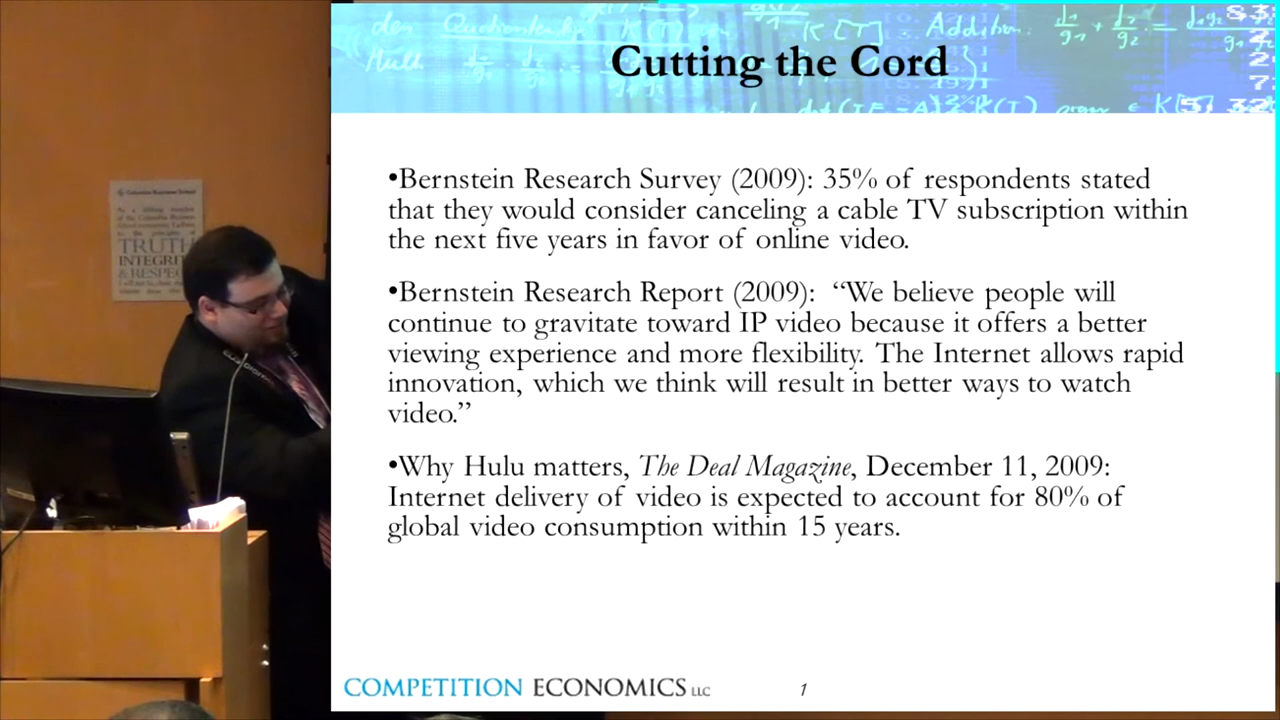 Cutting the Cord
•Bernstein Research Survey (2009): 35% of respondents stated
that they would consider canceling a cable TV subscription within
the next five years in favor of online video.
•Bernstein Research Report (2009): “We believe people will
continue to gravitate toward IP video because it offers a better
viewing experience and more flexibility. The Internet allows rapid
innovation, which we think will result in better ways to watch
video.”
•Why Hulu matters, The Deal Magazine, December 11, 2009:
Internet delivery of video is expected to account for 80% of
global video consumption within 15 years.
COMPETITION ECONOMICS LLC
1
Columbia Business School
TRUTH
INTEGRITY
& RESPECT
Addition
K[T]